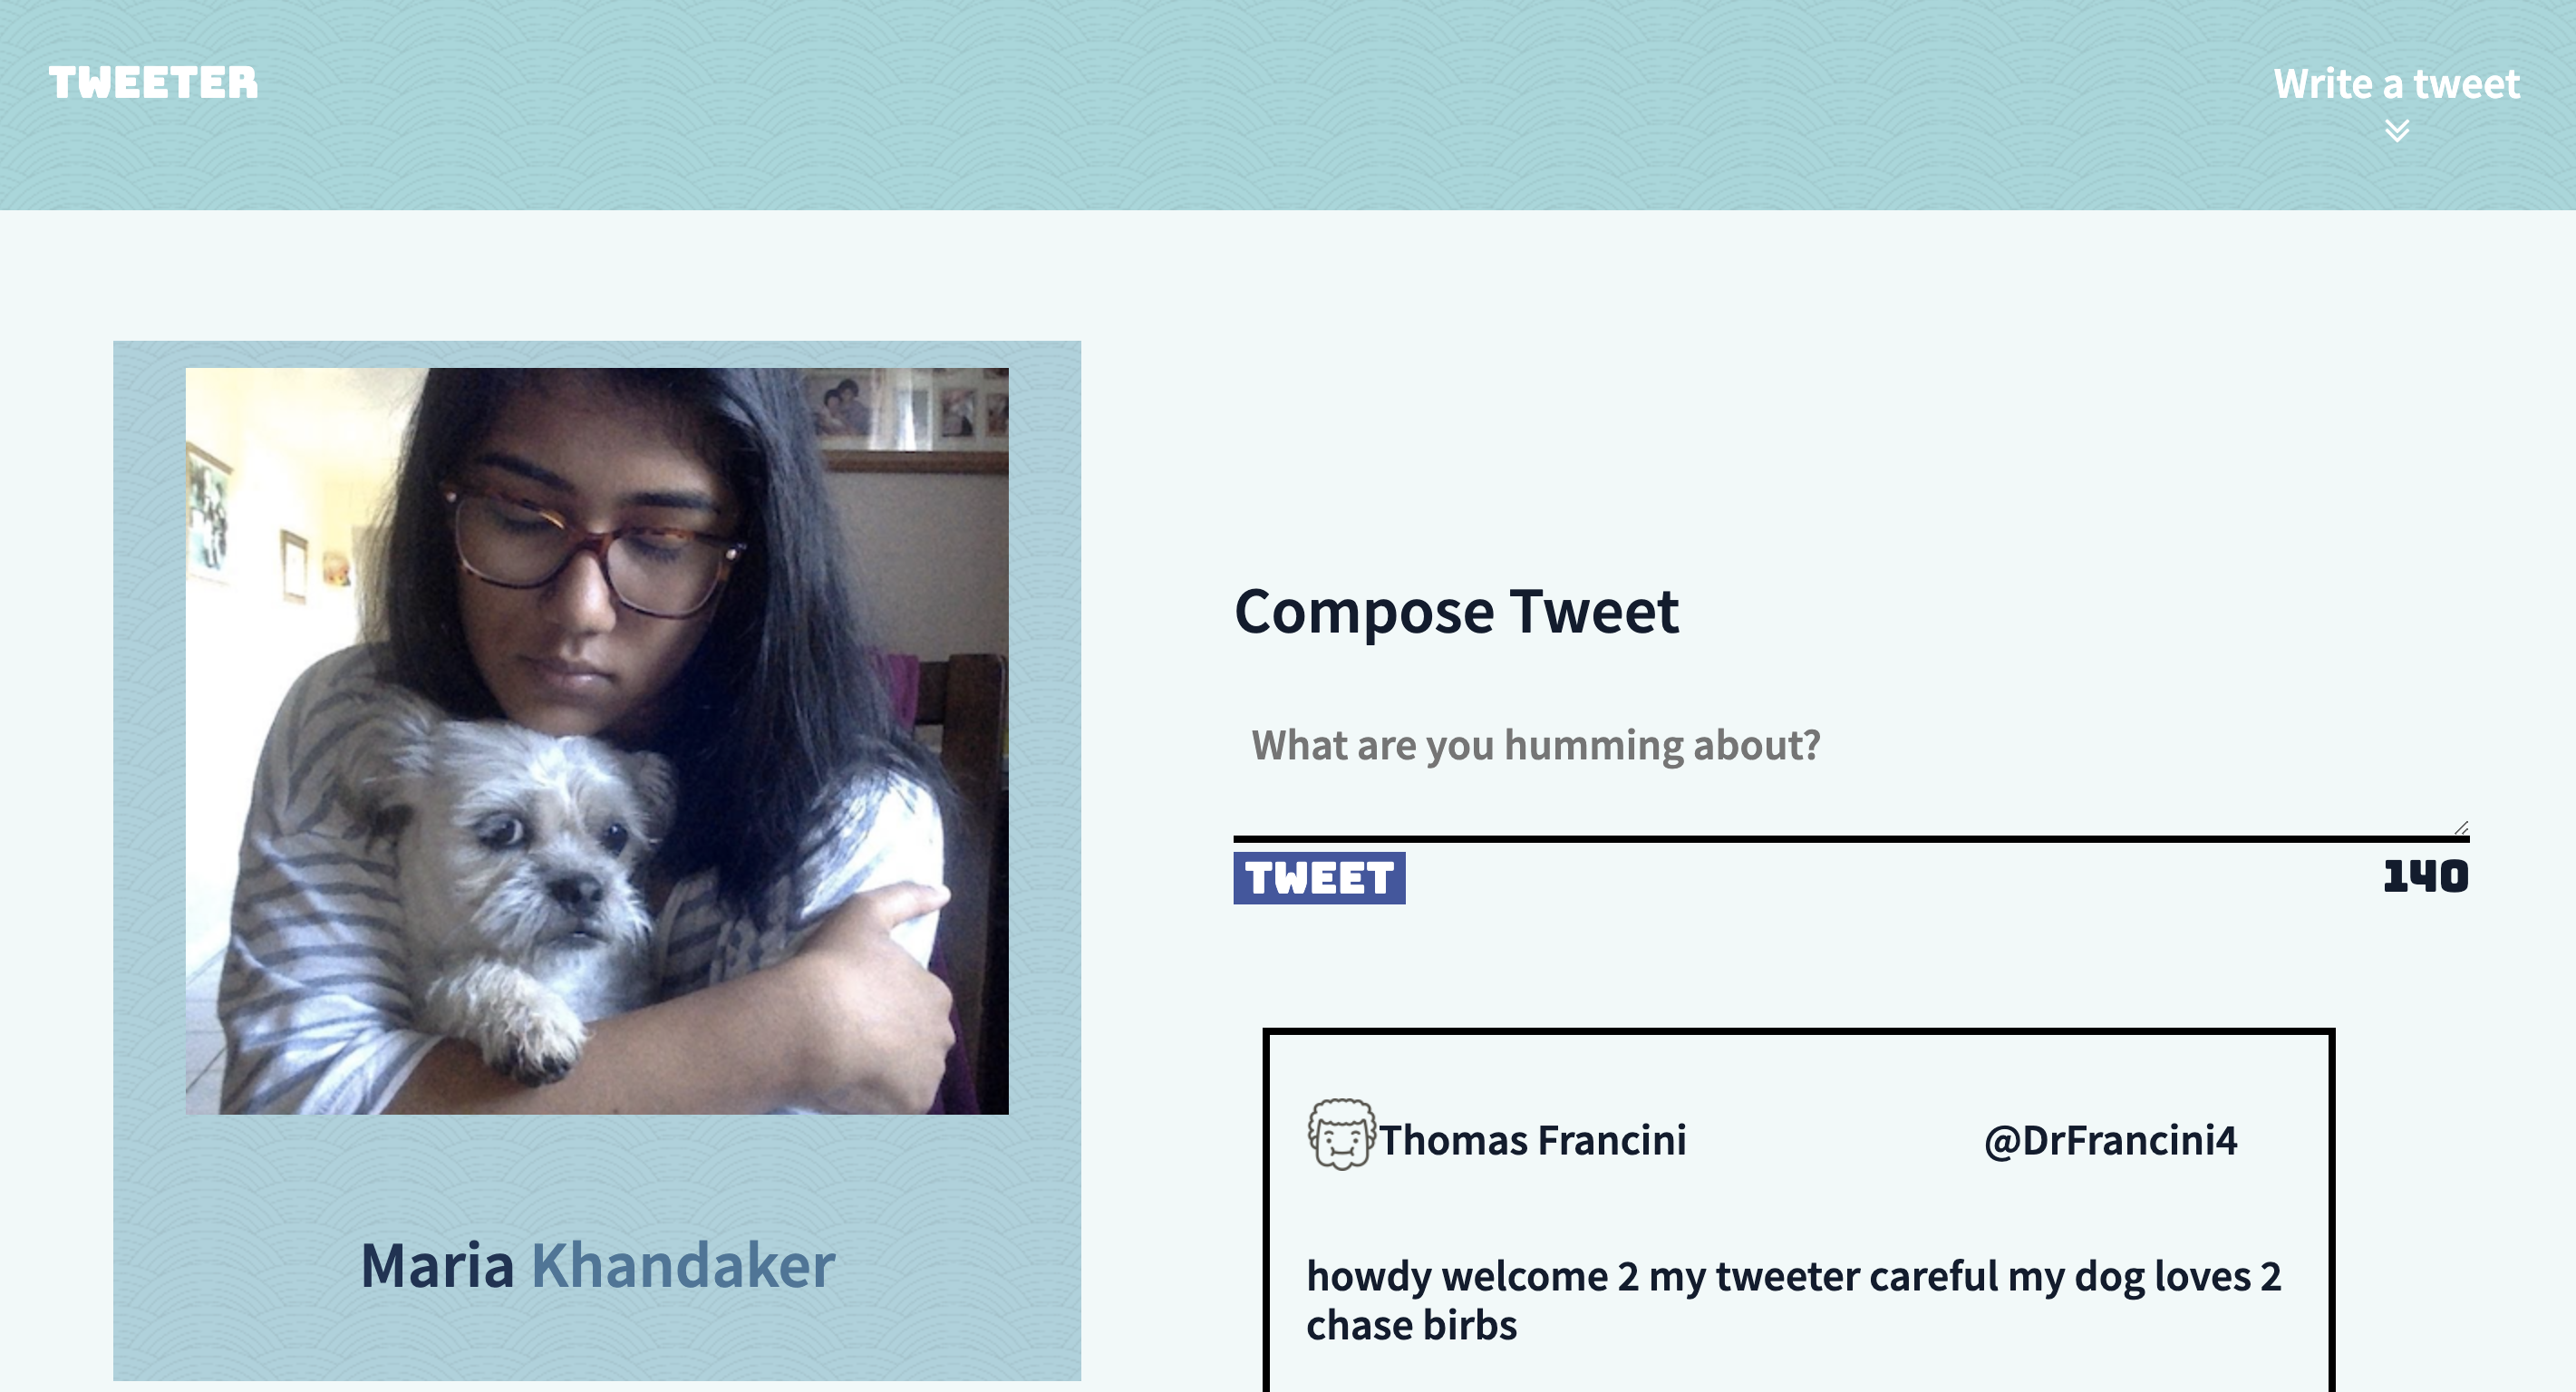 TWEETER
Write a tweet
Maria Khandaker
Compose Tweet
What are you humming about?
TWEET
140
Thomas Francini
@DrFrancini4
howdy welcome 2 my tweeter careful my dog loves 2
chase birbs